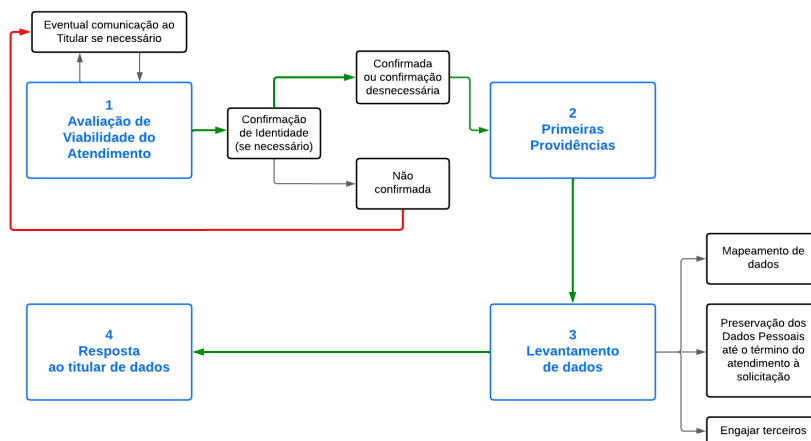 Eventual comunicação ao
Titular se necessário
1
Avaliação de
Viabilidade do
Atendimento
Confirmação
de Identidade
(se necessário)
Confirmada
ou confirmação
desnecessária
Não
confirmada
2
Primeiras
Providências
3
Levantamento
de dados
Mapeamento de
dados
Preservação dos
Dados Pessoais
até o término do
atendimento à
solicitação
Engajar terceiros
4
Resposta
ao titular de dados